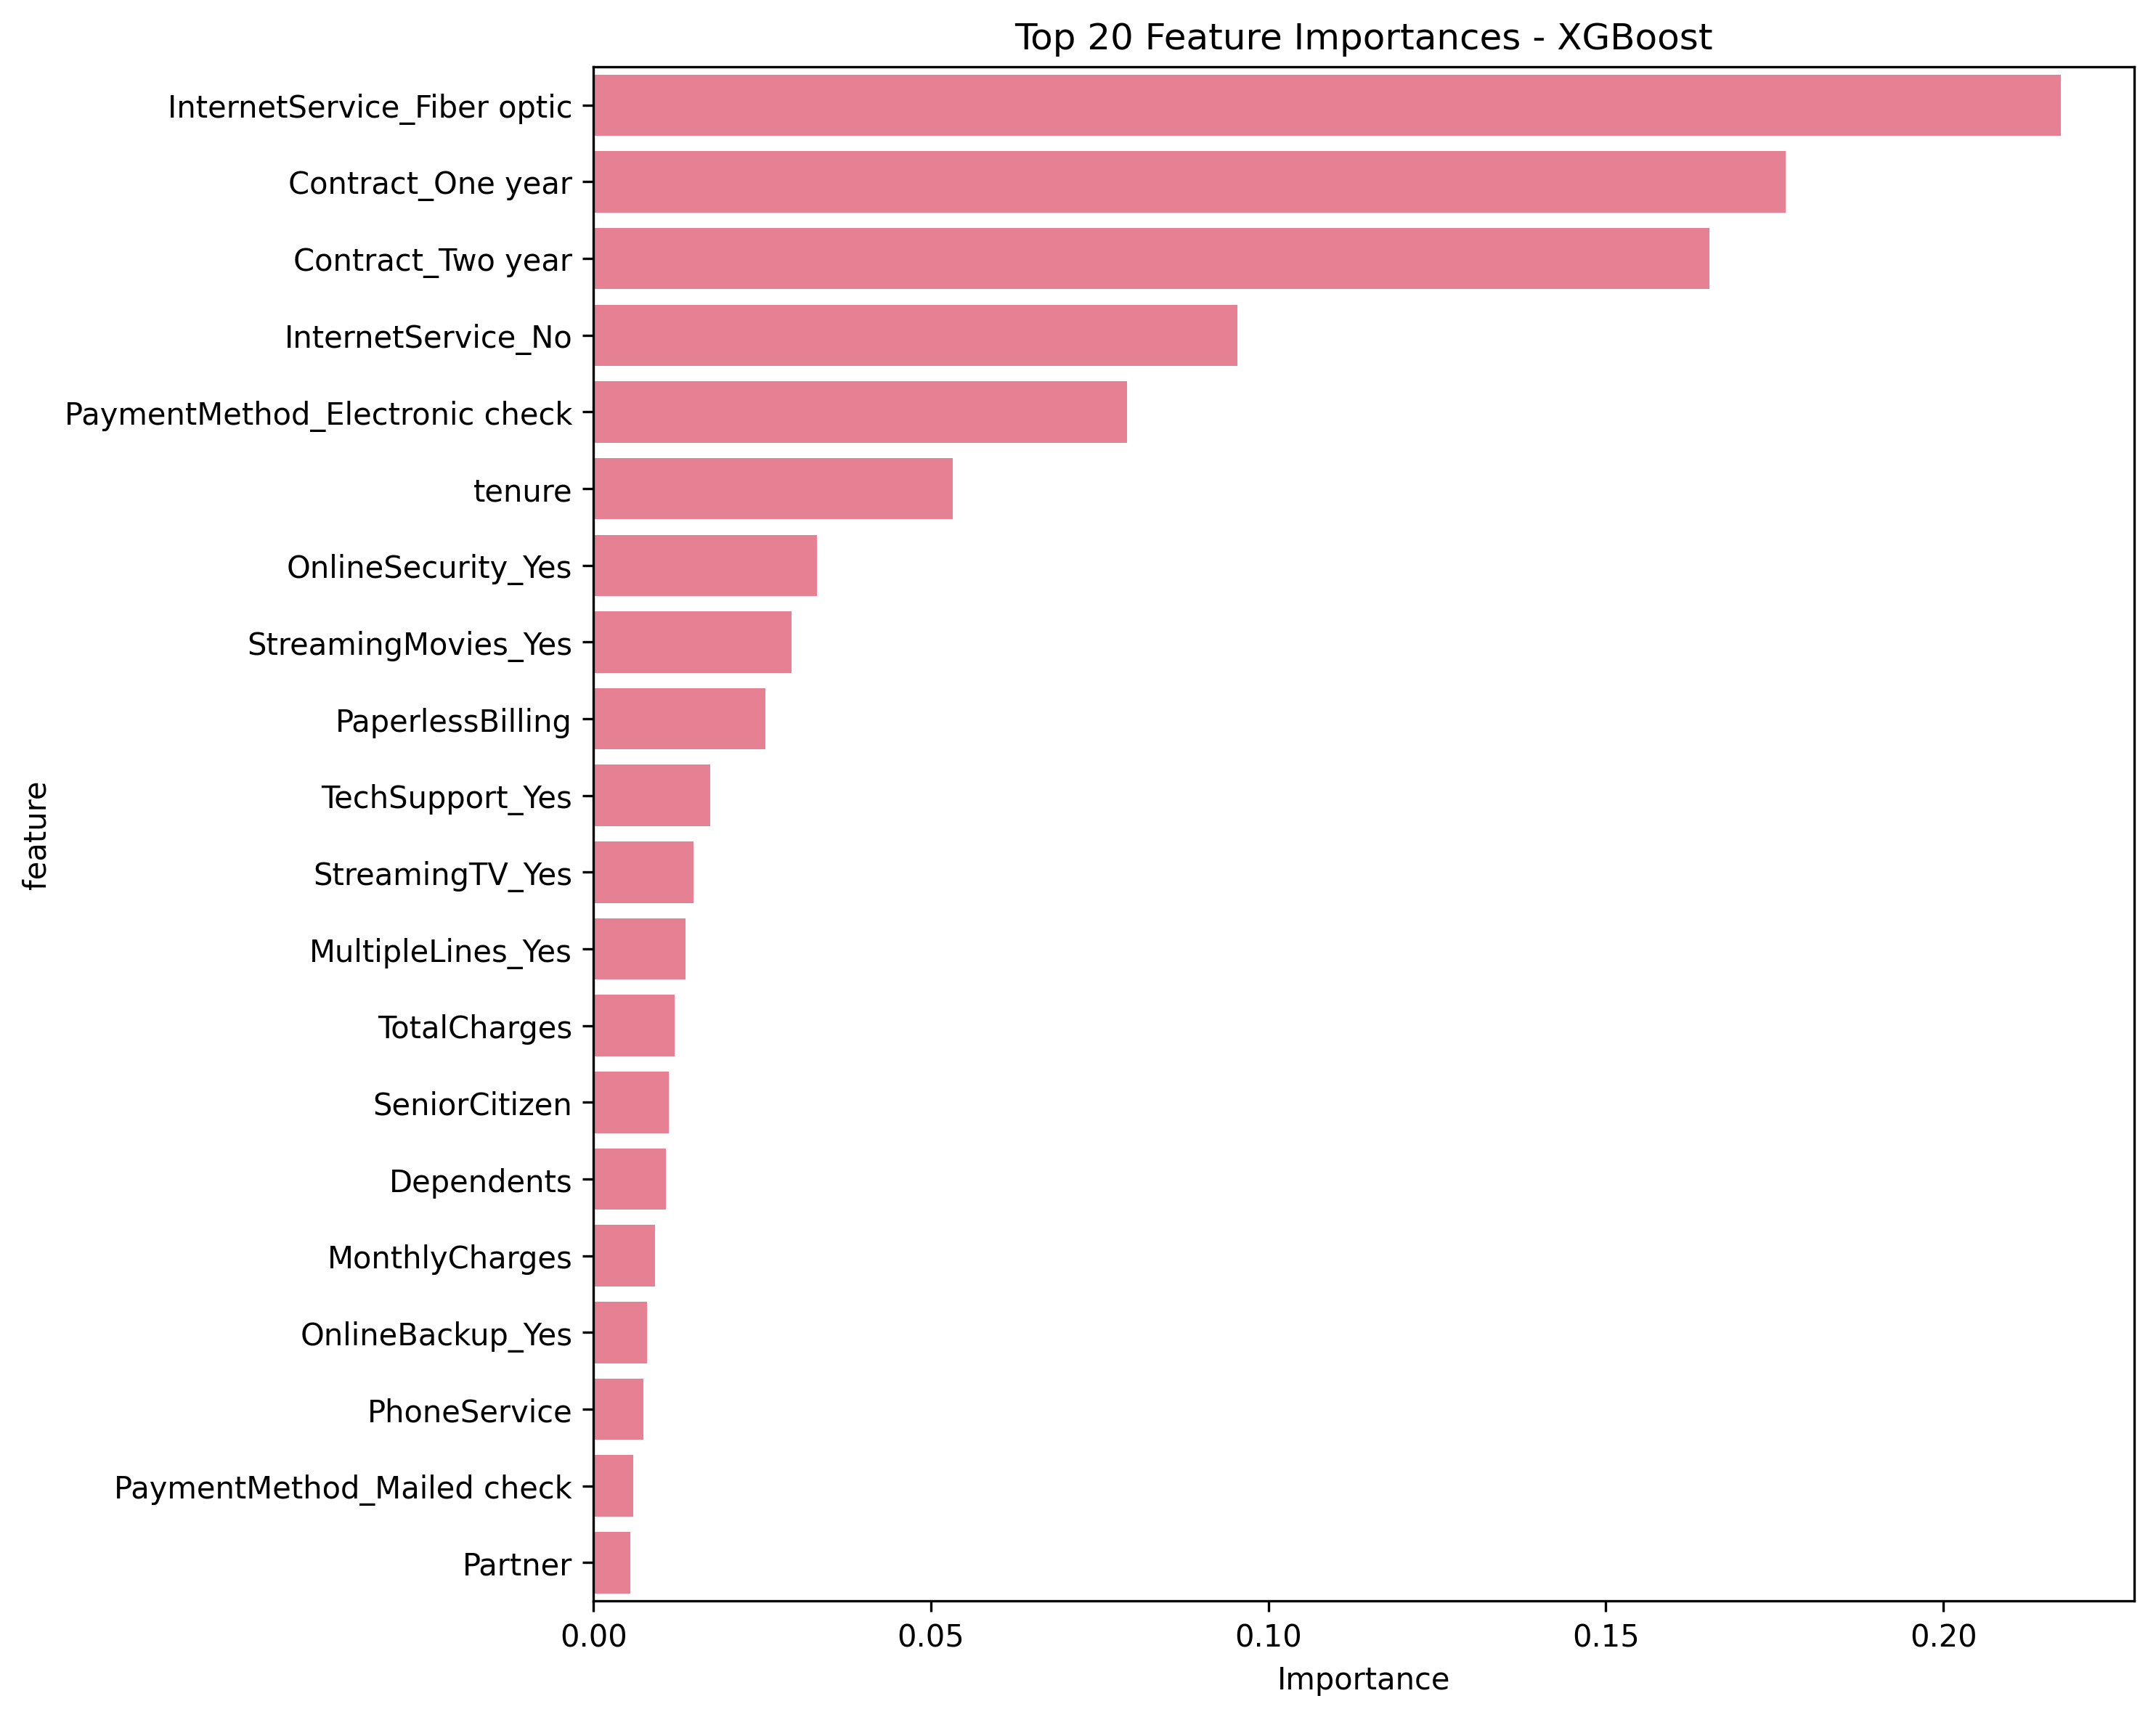 Top 20 Feature Importances - XGBoost
InternetService_Fiber optic
Contract_One year
Contract_Two year
InternetService_No
PaymentMethod_Electronic check
tenure
OnlineSecurity_Yes
StreamingMovies_Yes
PaperlessBilling
TechSupport_Yes
StreamingTV_Yes
MultipleLines_Yes
TotalCharges
SeniorCitizen
Dependents
MonthlyCharges
OnlineBackup_Yes
PhoneService
PaymentMethod_Mailed check
Partner
feature
0.00 0.05 0.10 0.15 0.20
Importance